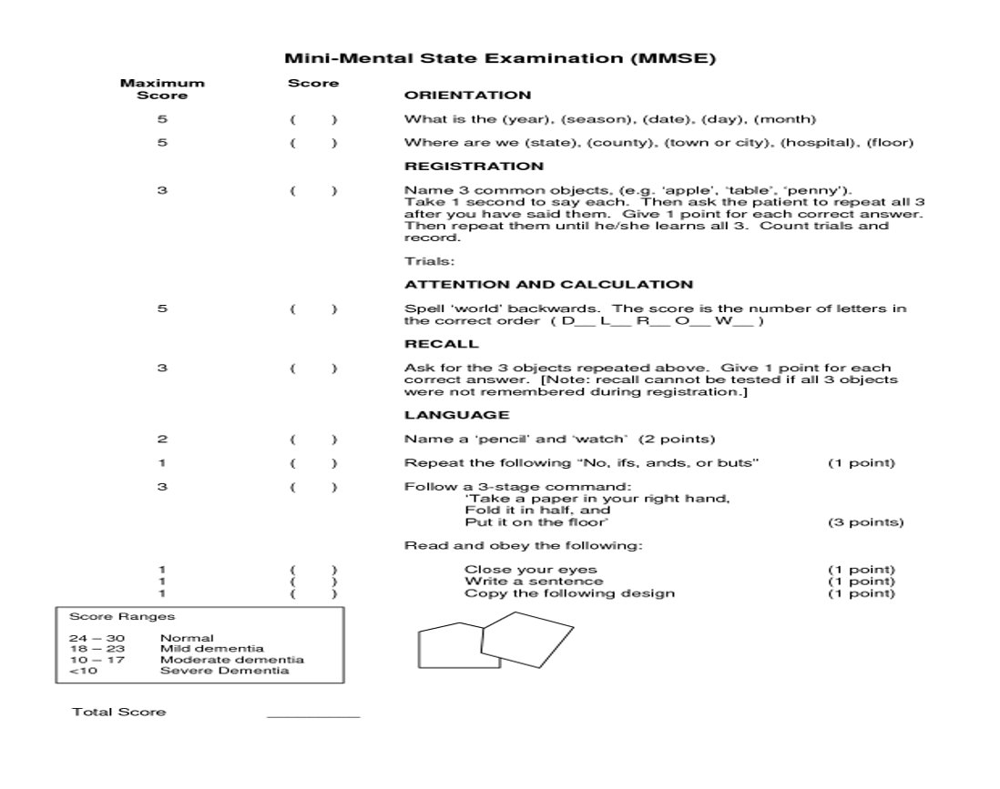 Mini-Mental State Examination (MMSE)
Maximum Score
Score
ORIENTATION
5 ( ) What is the (year), (season), (date), (day), (month)
5 ( ) Where are we (state), (county), (town or city), (hospital), (floor)
REGISTRATION
3 ( ) Name 3 common objects, (e.g. ‘apple’, ‘table’, ‘penny’).
Take 1 second to say each. Then ask the patient to repeat all 3
after you have said them. Give 1 point for each correct answer.
Then repeat them until he/she learns all 3. Count trials and
record.
Trials:
ATTENTION AND CALCULATION
5 ( ) Spell ‘world’ backwards. The score is the number of letters in
the correct order ( D__ L__ R__ O__ W__ )
RECALL
3 ( ) Ask for the 3 objects repeated above. Give 1 point for each
correct answer. [Note: recall cannot be tested if all 3 objects
were not remembered during registration.]
LANGUAGE
2 ( ) Name a ‘pencil’ and ‘watch’ (2 points)
1 ( ) Repeat the following “No, ifs, ands, or buts” (1 point)
3 ( ) Follow a 3-stage command:
‘Take a paper in your right hand,
Fold it in half, and
Put it on the floor’ (3 points)
Read and obey the following:
1 ( ) Close your eyes (1 point)
1 ( ) Write a sentence (1 point)
1 ( ) Copy the following design (1 point)
Score Ranges
24 – 30 Normal
18 – 23 Mild dementia
10 – 17 Moderate dementia
<10 Severe Dementia
Total Score __________